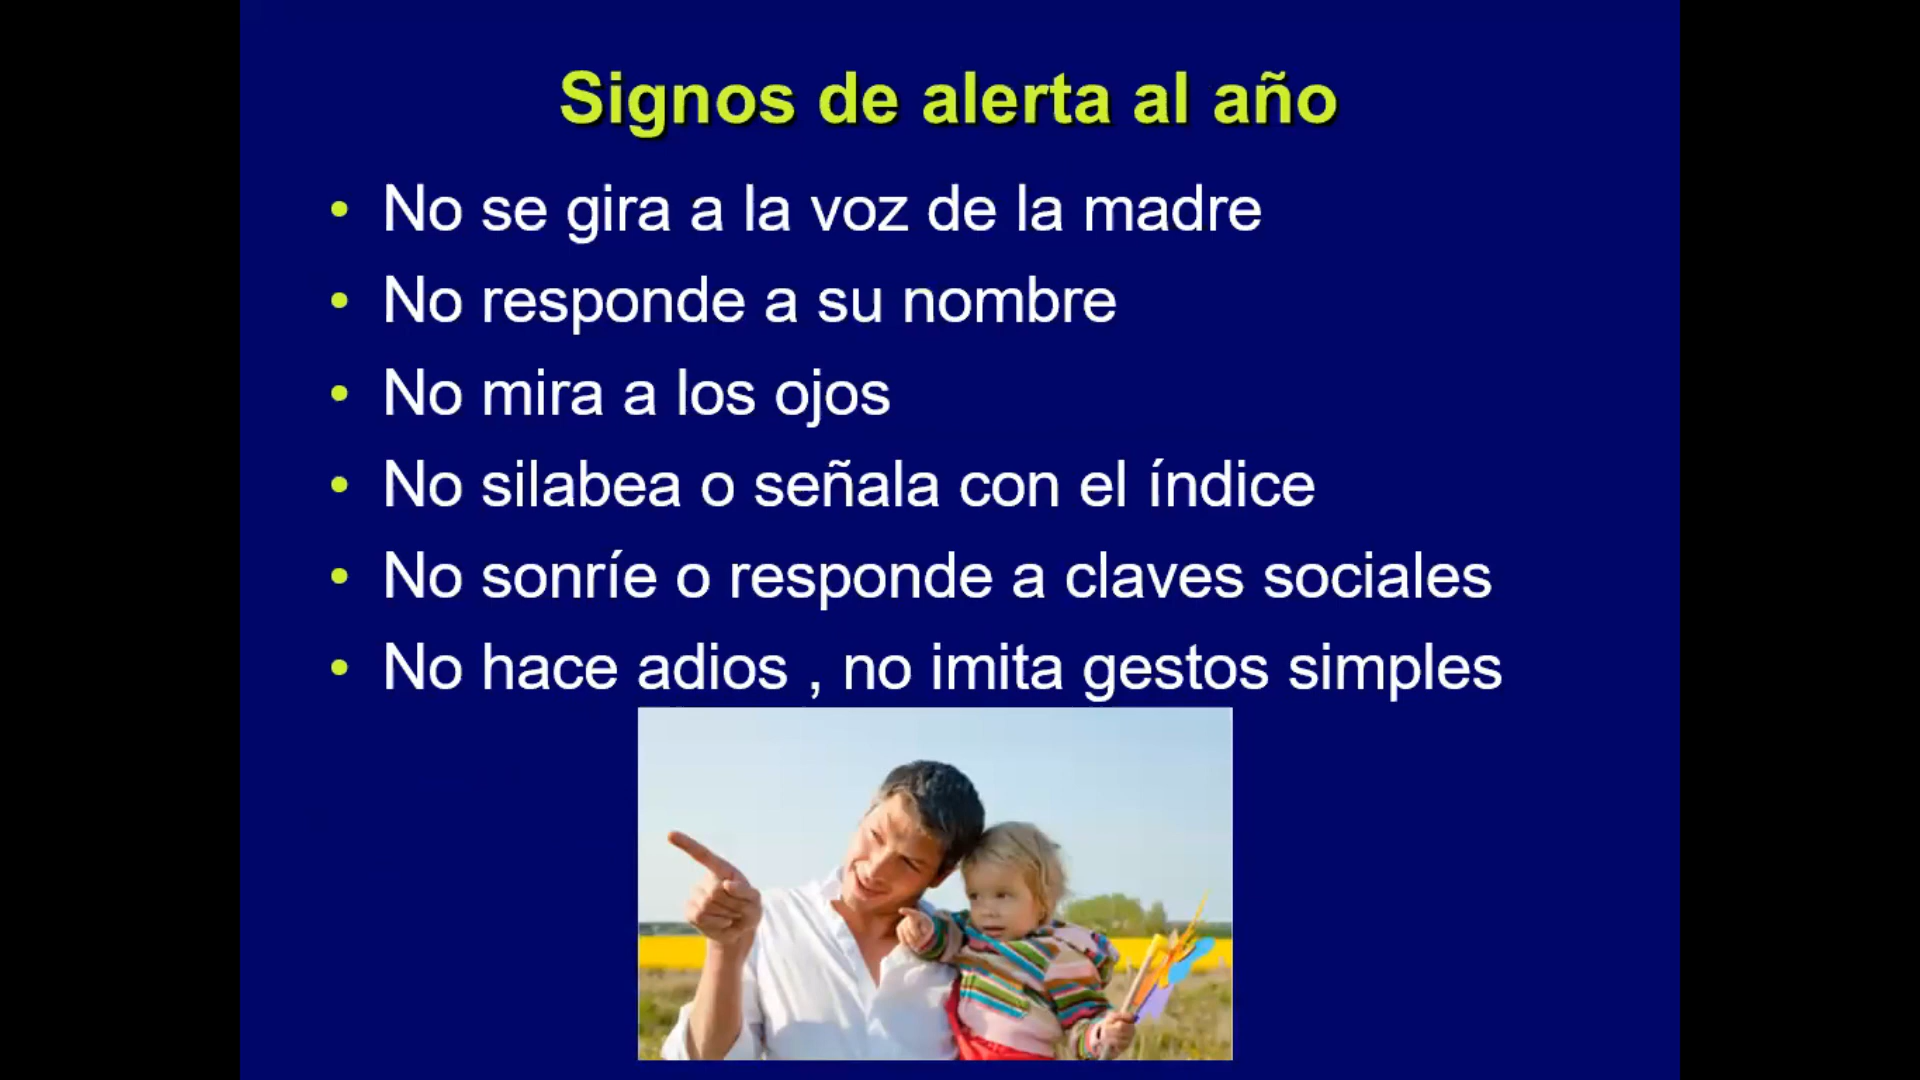 Signos de alerta al año
• No se gira a la voz de la madre
• No responde a su nombre
• No mira a los ojos
• No silabea o señala con el índice
• No sonríe o responde a claves sociales
• No hace adios , no imita gestos simples